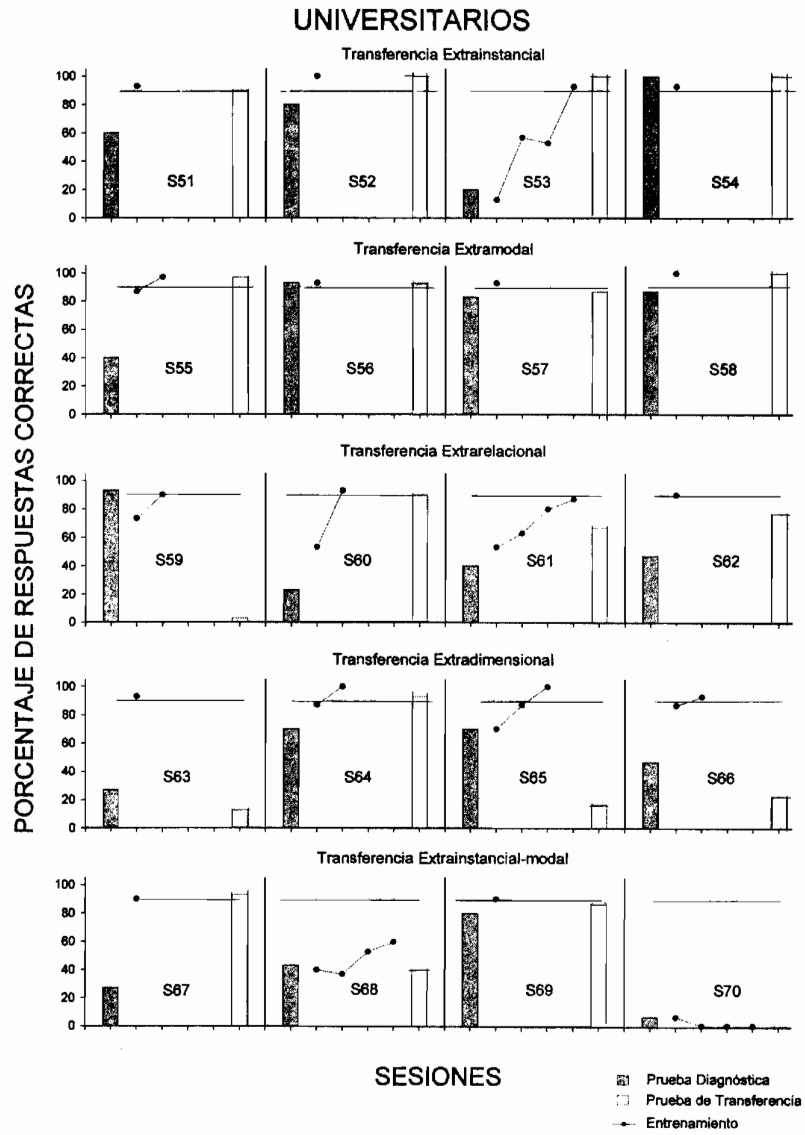 UNIVERSITARIOS
Transferencia Extrainstancial
100
80
60
40
20
0
S51
S52
S53
S54
Transferencia Extramodal
100
80
60
40
20
0
S55
S56
S57
S58
Transferencia Extrarelacional
100
80
60
40
20
0
S59
S60
S61
S62
Transferencia Extradimensional
100
80
60
40
20
0
S63
S64
S65
S66
Transferencia Extrainstancial-modal
100
80
60
40
20
0
S67
S68
S69
S70
PORCENTAJE DE RESPUESTAS CORRECTAS
SESIONES
Prueba Diagnóstica
Prueba de Transferencia
Entrenamiento